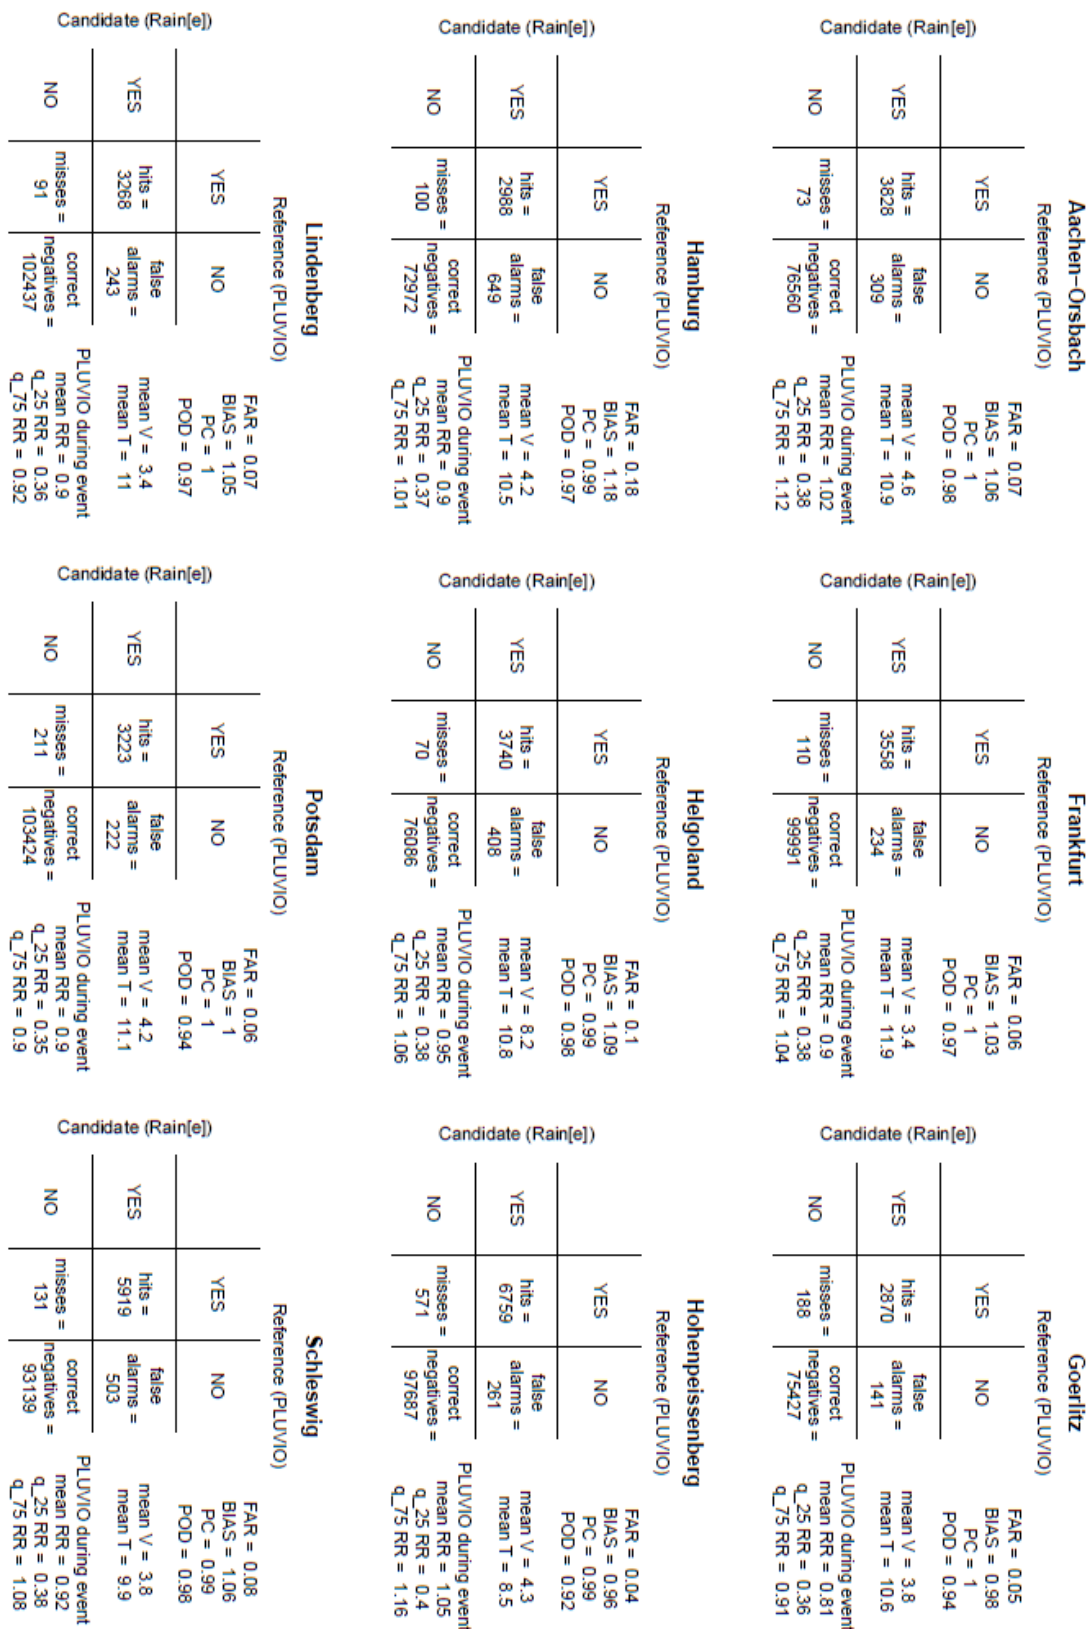 Aachen-Orsbach
Reference (PLUVIO)
YES
NO
Candidate (Rain[e])
YES
hits =
3828
false
alarms =
309
NO
misses =
73
correct
negatives =
76560
FAR = 0.07
BIAS = 1.06
PC = 1
POD = 0.98
mean V = 4.6
mean T = 10.9
PLUVIO during event
mean RR = 1.02
q_25 RR = 0.38
q_75 RR = 1.12
Frankfurt
Reference (PLUVIO)
YES
NO
Candidate (Rain[e])
YES
hits =
3558
false
alarms =
234
NO
misses =
110
correct
negatives =
99991
FAR = 0.06
BIAS = 1.03
PC = 1
POD = 0.97
mean V = 3.4
mean T = 11.9
PLUVIO during event
mean RR = 0.9
q_25 RR = 0.38
q_75 RR = 1.04
Goerlitz
Reference (PLUVIO)
YES
NO
Candidate (Rain[e])
YES
hits =
2870
false
alarms =
141
NO
misses =
188
correct
negatives =
75427
FAR = 0.05
BIAS = 0.98
PC = 1
POD = 0.94
mean V = 3.8
mean T = 10.6
PLUVIO during event
mean RR = 0.81
q_25 RR = 0.36
q_75 RR = 0.91
Hamburg
Reference (PLUVIO)
YES
NO
Candidate (Rain[e])
YES
hits =
2988
false
alarms =
649
NO
misses =
100
correct
negatives =
72972
FAR = 0.18
BIAS = 1.18
PC = 0.99
POD = 0.97
mean V = 4.2
mean T = 10.5
PLUVIO during event
mean RR = 0.9
q_25 RR = 0.37
q_75 RR = 1.01
Helgoland
Reference (PLUVIO)
YES
NO
Candidate (Rain[e])
YES
hits =
3740
false
alarms =
408
NO
misses =
70
correct
negatives =
76086
FAR = 0.1
BIAS = 1.09
PC = 0.99
POD = 0.98
mean V = 8.2
mean T = 10.8
PLUVIO during event
mean RR = 0.95
q_25 RR = 0.38
q_75 RR = 1.06
Hohenpeissenberg
Reference (PLUVIO)
YES
NO
Candidate (Rain[e])
YES
hits =
6759
false
alarms =
261
NO
misses =
571
correct
negatives =
97687
FAR = 0.04
BIAS = 0.96
PC = 0.99
POD = 0.92
mean V = 4.3
mean T = 8.5
PLUVIO during event
mean RR = 1.05
q_25 RR = 0.4
q_75 RR = 1.16
Lindenberg
Reference (PLUVIO)
YES
NO
Candidate (Rain[e])
YES
hits =
3268
false
alarms =
243
NO
misses =
91
correct
negatives =
102437
FAR = 0.07
BIAS = 1.05
PC = 1
POD = 0.97
mean V = 3.4
mean T = 11
PLUVIO during event
mean RR = 0.9
q_25 RR = 0.36
q_75 RR = 0.92
Potsdam
Reference (PLUVIO)
YES
NO
Candidate (Rain[e])
YES
hits =
3223
false
alarms =
222
NO
misses =
211
correct
negatives =
103424
FAR = 0.06
BIAS = 1
PC = 1
POD = 0.94
mean V = 4.2
mean T = 11.1
PLUVIO during event
mean RR = 0.9
q_25 RR = 0.35
q_75 RR = 0.9
Schleswig
Reference (PLUVIO)
YES
NO
Candidate (Rain[e])
YES
hits =
5919
false
alarms =
503
NO
misses =
131
correct
negatives =
93139
FAR = 0.08
BIAS = 1.06
PC = 0.99
POD = 0.98
mean V = 3.8
mean T = 9.9
PLUVIO during event
mean RR = 0.92
q_25 RR = 0.38
q_75 RR = 1.08